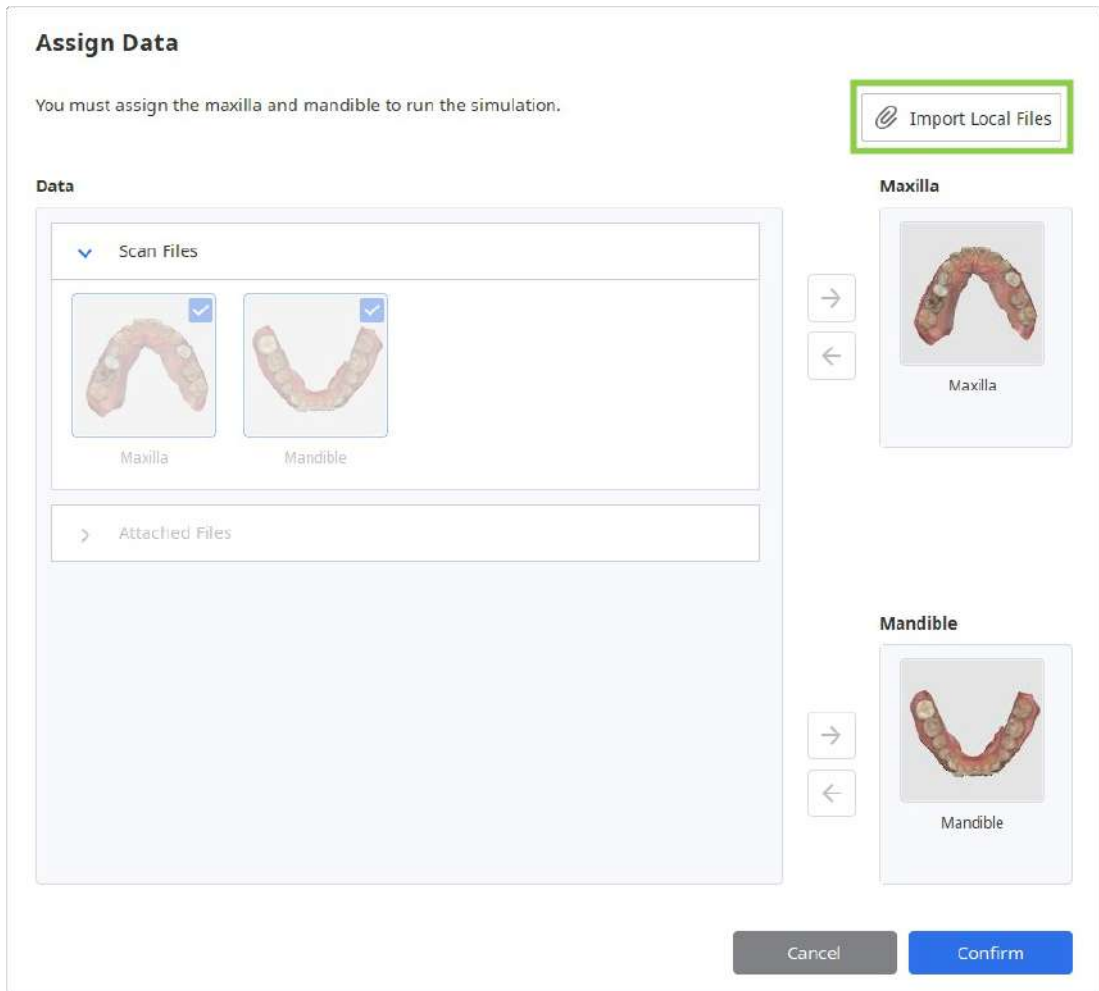 Assign Data
You must assign the maxilla and mandible to run the simulation.
Import Local Files
Data
Maxilla
Scan Files
Maxilla
Maxilla
Mandible
Attached Files
Mandible
Mandible
Cancel
Confirm